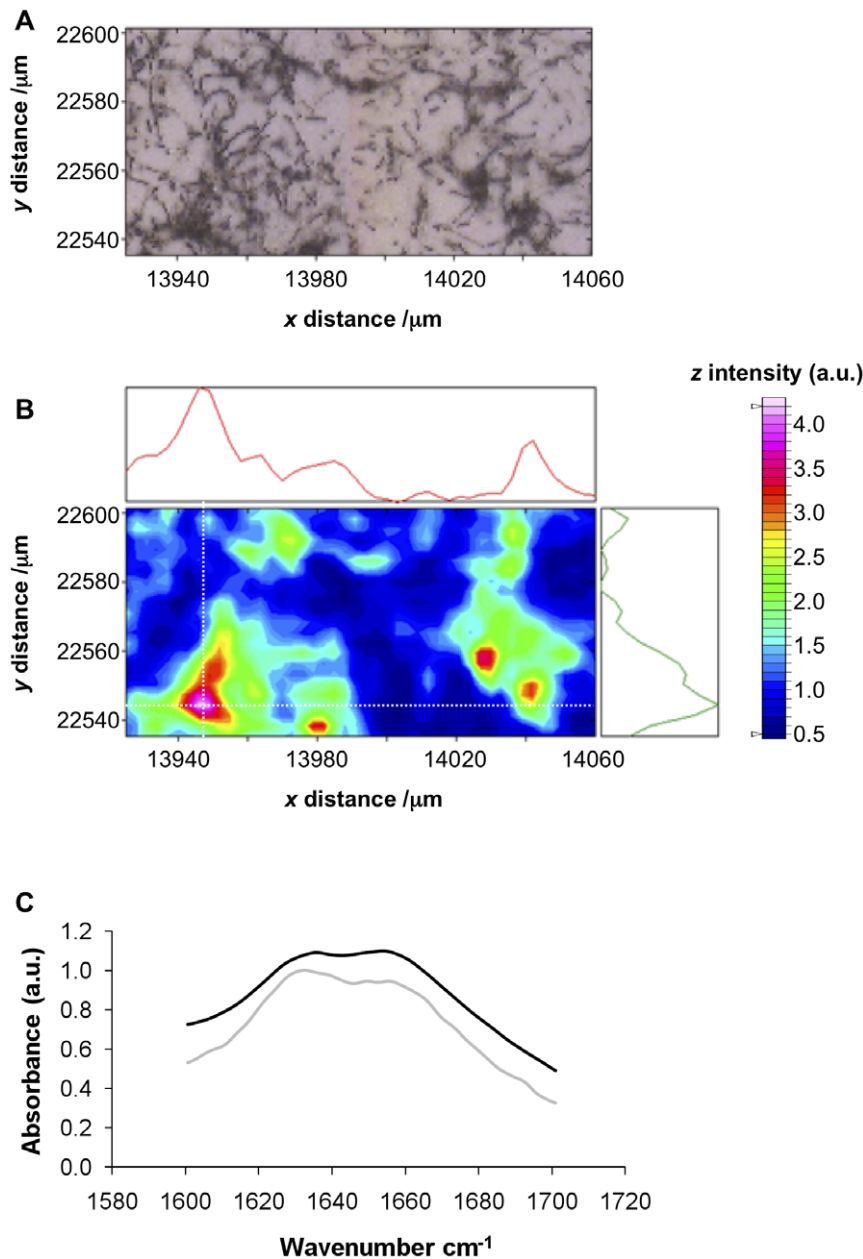 A
y distance /μm
22600
22580
22560
22540
13940 13980 14020 14060
x distance /μm
z intensity (a.u.)
B
4.0
3.5
3.0
2.5
2.0
1.5
1.0
0.5
y distance /μm
22600
22580
22560
22540
13940 13980 14020 14060
x distance /μm
C
Absorbance (a.u.)
1.2
1.0
0.8
0.6
0.4
0.2
0.0
1580 1600 1620 1640 1660 1680 1700 1720
Wavenumber cm⁻¹